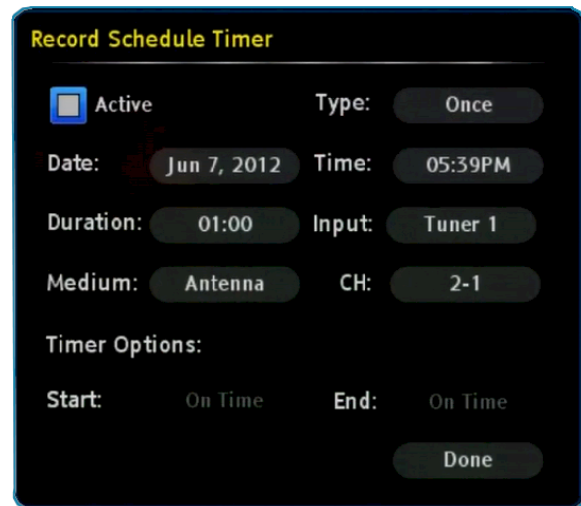 Record Schedule Timer
Active Type: Once
Date: Jun 7, 2012 Time: 05:39PM
Duration: 01:00 Input: Tuner 1
Medium: Antenna CH: 2-1
Timer Options:
Start: On Time End: On Time
Done